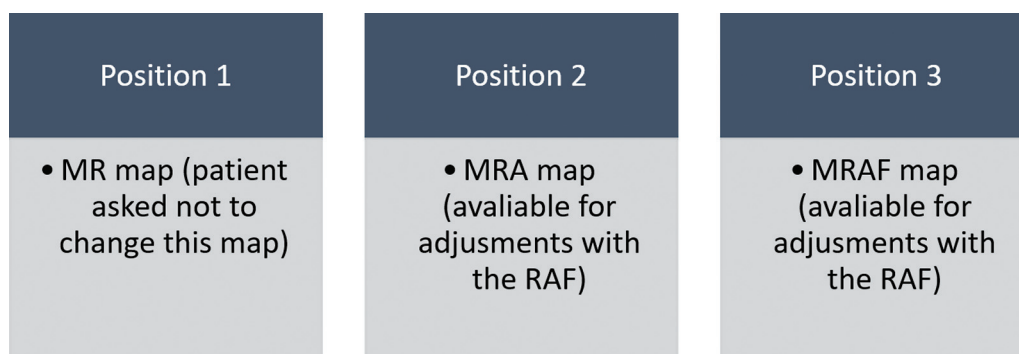 Position 1
• MR map (patient
asked not to
change this map)
Position 2
• MRA map
(avaliable for
adjusments with
the RAF)
Position 3
• MRAF map
(avaliable for
adjusments with
the RAF)